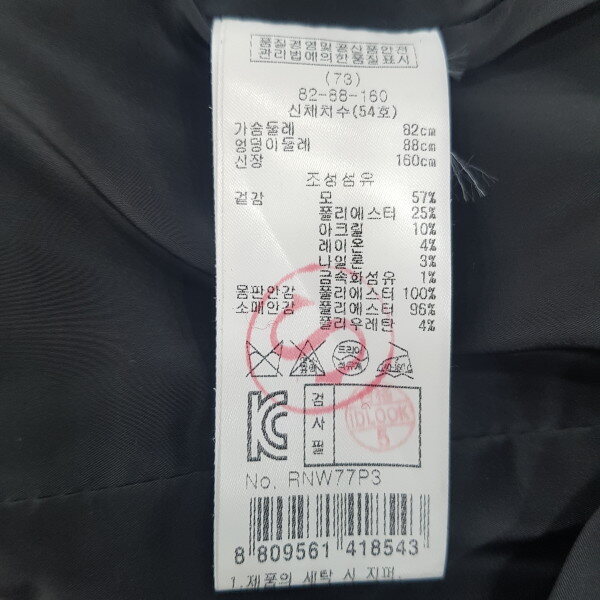 품질경영및공산품안전
관리법에의한품질표시
(73)
82-88-160
신체치수(54호)
가슴둘레 82cm
엉덩이둘레 88cm
신장 160cm
조성섬유
겉감 모 57%
폴리에스터 25%
아크릴 10%
레이온 4%
나일론 3%
금속화섬유 1%
몸판안감 폴리에스터 100%
소매안감 폴리에스터 96%
폴리우레탄 4%
S
드라이
석유계
검사필
IDLOOK
No. RNW77P3
8 809561 418543
1.제품의 세탁 시 지퍼,